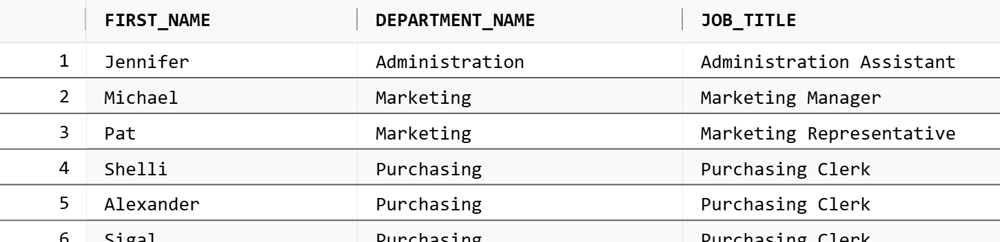 FIRST_NAME DEPARTMENT_NAME JOB_TITLE
1 Jennifer Administration Administration Assistant
2 Michael Marketing Marketing Manager
3 Pat Marketing Marketing Representative
4 Shelli Purchasing Purchasing Clerk
5 Alexander Purchasing Purchasing Clerk
6 Sigal Purchasing Purchasing Clerk